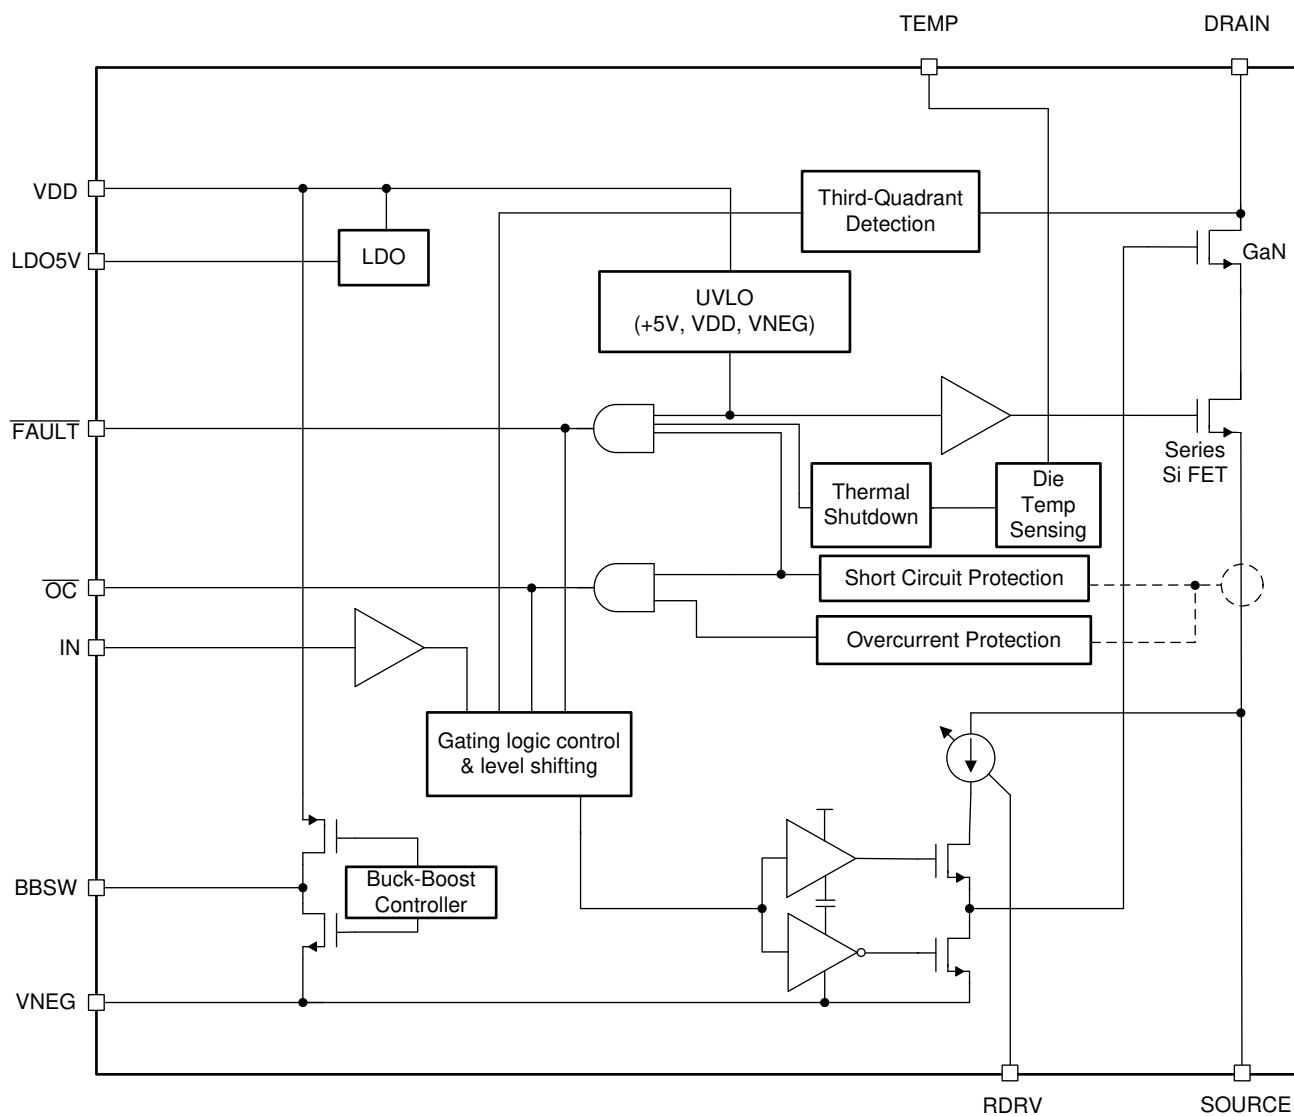 TEMP
DRAIN
VDD
Third-Quadrant
Detection
LDO5V
LDO
GaN
UVLO
(+5V, VDD, VNEG)
FAULT
Series
Si FET
Thermal
Shutdown
Die
Temp
Sensing
OC
Short Circuit Protection
IN
Overcurrent Protection
Gating logic control
& level shifting
BBSW
Buck-Boost
Controller
VNEG
RDRV
SOURCE